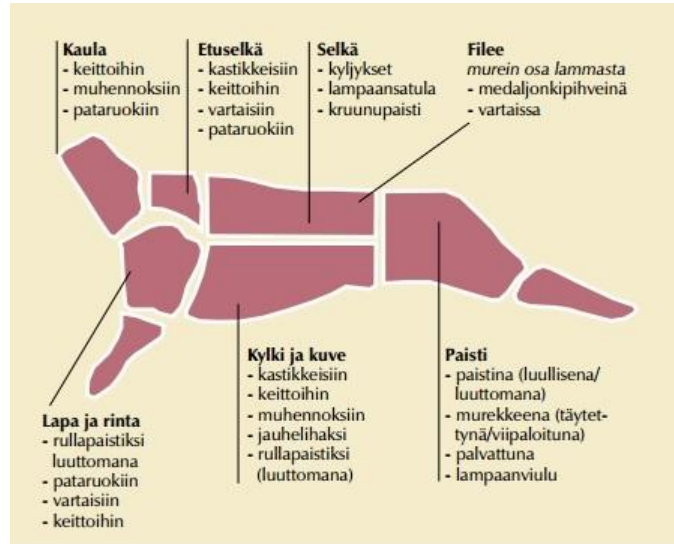 Kaula
- keittoihin
- muhennoksiin
- pataruokiin
Etuselkä
- kastikkeisiin
- keittoihin
- vartaisiin
- pataruokiin
Selkä
- kyljykset
- lampaansatula
- kruunupaisti
Filee
murein osa lammasta
- medaljonkipihveinä
- vartaissa
Lapa ja rinta
- rullapaistiksi
luuttomana
- pataruokiin
- vartaisiin
- keittoihin
Kylki ja kuve
- kastikkeisiin
- keittoihin
- muhennoksiin
- jauhelihaksi
- rullapaistiksi
(luuttomana)
Paisti
- paistina (luullisena/
luuttomana)
- murekkeena (täytet-
tynä/viipaloituna)
- palvattuna
- lampaanviulu